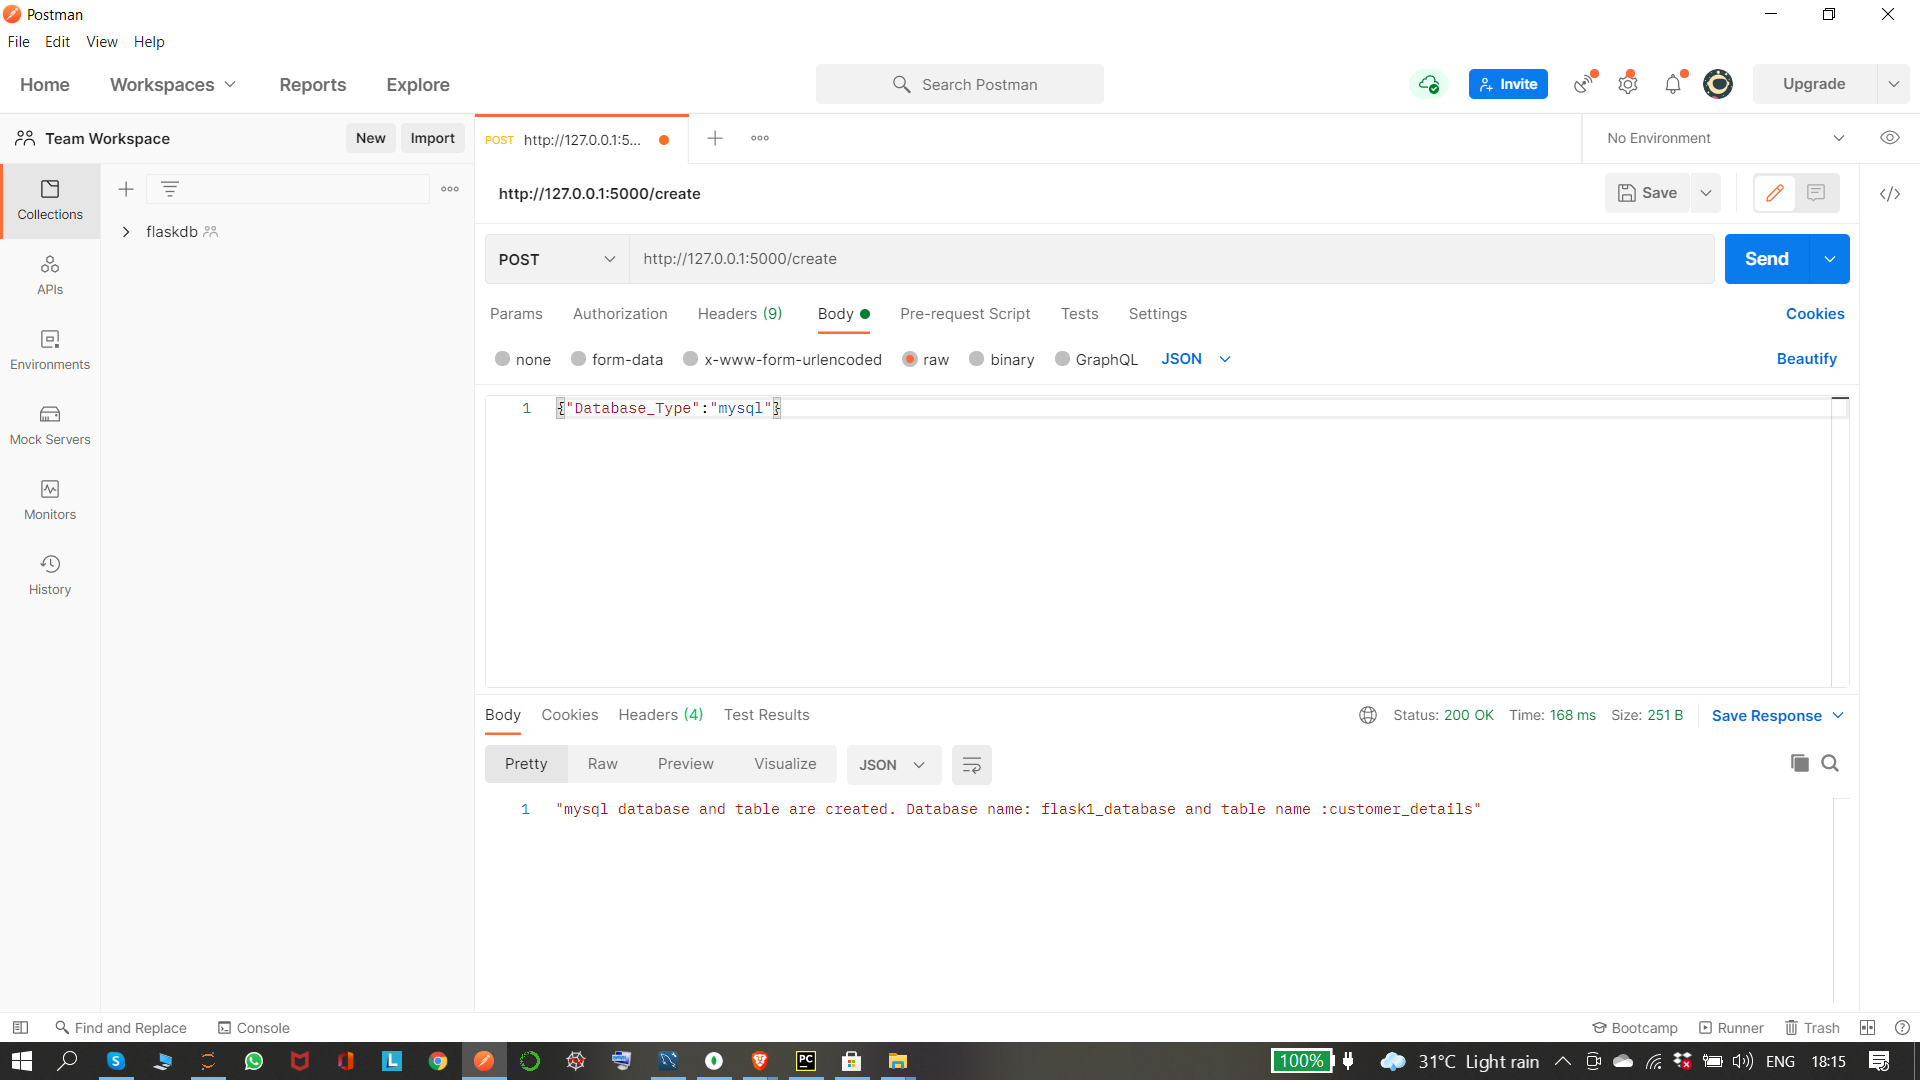 Postman
File Edit View Help
Home Workspaces Reports Explore Search Postman Invite Upgrade
Team Workspace New Import POST http://127.0.0.1:5... No Environment
http://127.0.0.1:5000/create Save
Collections
flaskdb
POST http://127.0.0.1:5000/create Send
APIs
Params Authorization Headers (9) Body Pre-request Script Tests Settings Cookies
Environments
none form-data x-www-form-urlencoded raw binary GraphQL JSON Beautify
1 {"Database_Type":"mysql"}
Mock Servers
Monitors
History
Body Cookies Headers (4) Test Results Status: 200 OK Time: 168 ms Size: 251 B Save Response
Pretty Raw Preview Visualize JSON
1 "mysql database and table are created. Database name: flask1_database and table name :customer_details"
Find and Replace Console Bootcamp Runner Trash
100% 31°C Light rain ENG 18:15